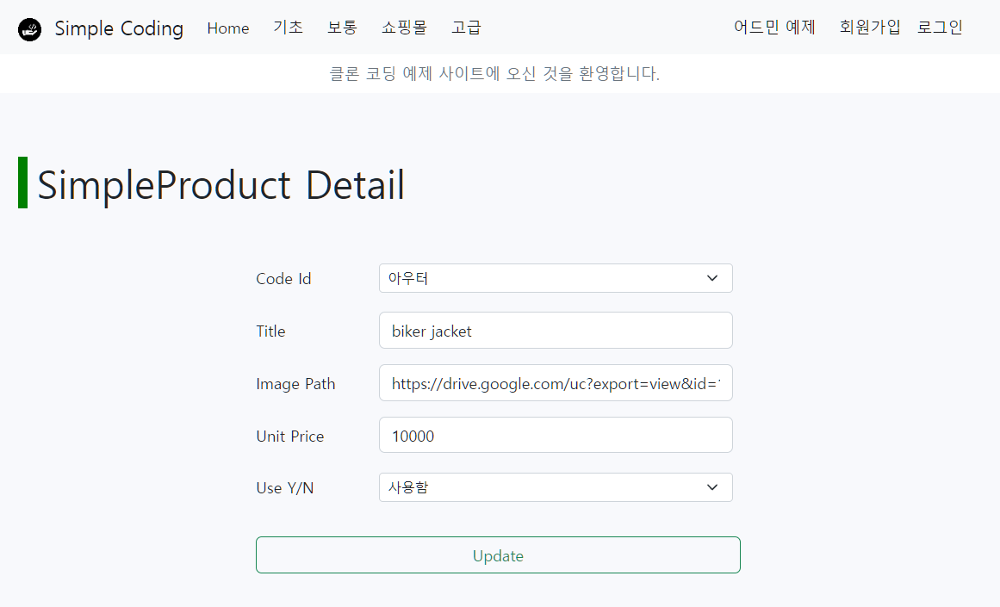 Simple Coding Home 기초 보통 쇼핑몰 고급 어드민 예제 회원가입 로그인
클론 코딩 예제 사이트에 오신 것을 환영합니다.
SimpleProduct Detail
Code Id 아우터
Title biker jacket
Image Path https://drive.google.com/uc?export=view&id=
Unit Price 10000
Use Y/N 사용함
Update